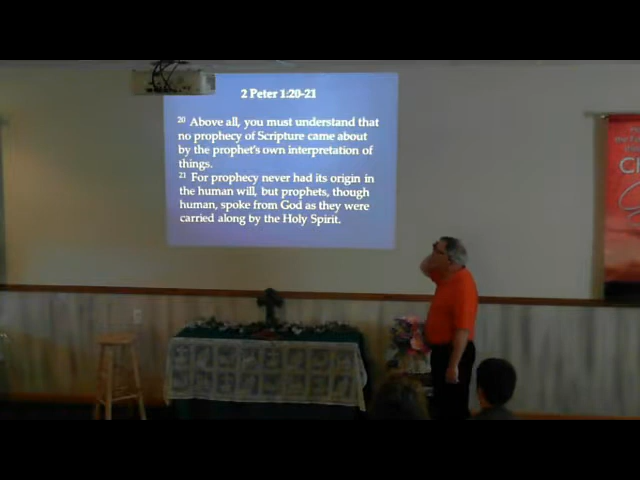 2 Peter 1:20-21
20 Above all, you must understand that
no prophecy of Scripture came about
by the prophet's own interpretation of
things.
21 For prophecy never had its origin in
the human will, but prophets, though
human, spoke from God as they were
carried along by the Holy Spirit.